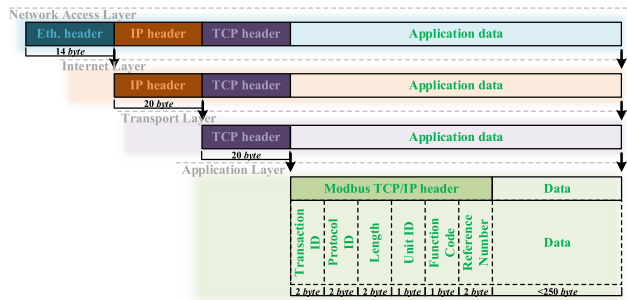 Network Access Layer
Eth. header IP header TCP header Application data
14 byte
Internet Layer
IP header TCP header Application data
20 byte
Transport Layer
TCP header Application data
20 byte
Application Layer
Modbus TCP/IP header Data
Transaction ID
Protocol ID
Length
Unit ID
Function Code
Reference Number
Data
2 byte 2 byte 2 byte 1 byte 1 byte 2 byte <250 byte